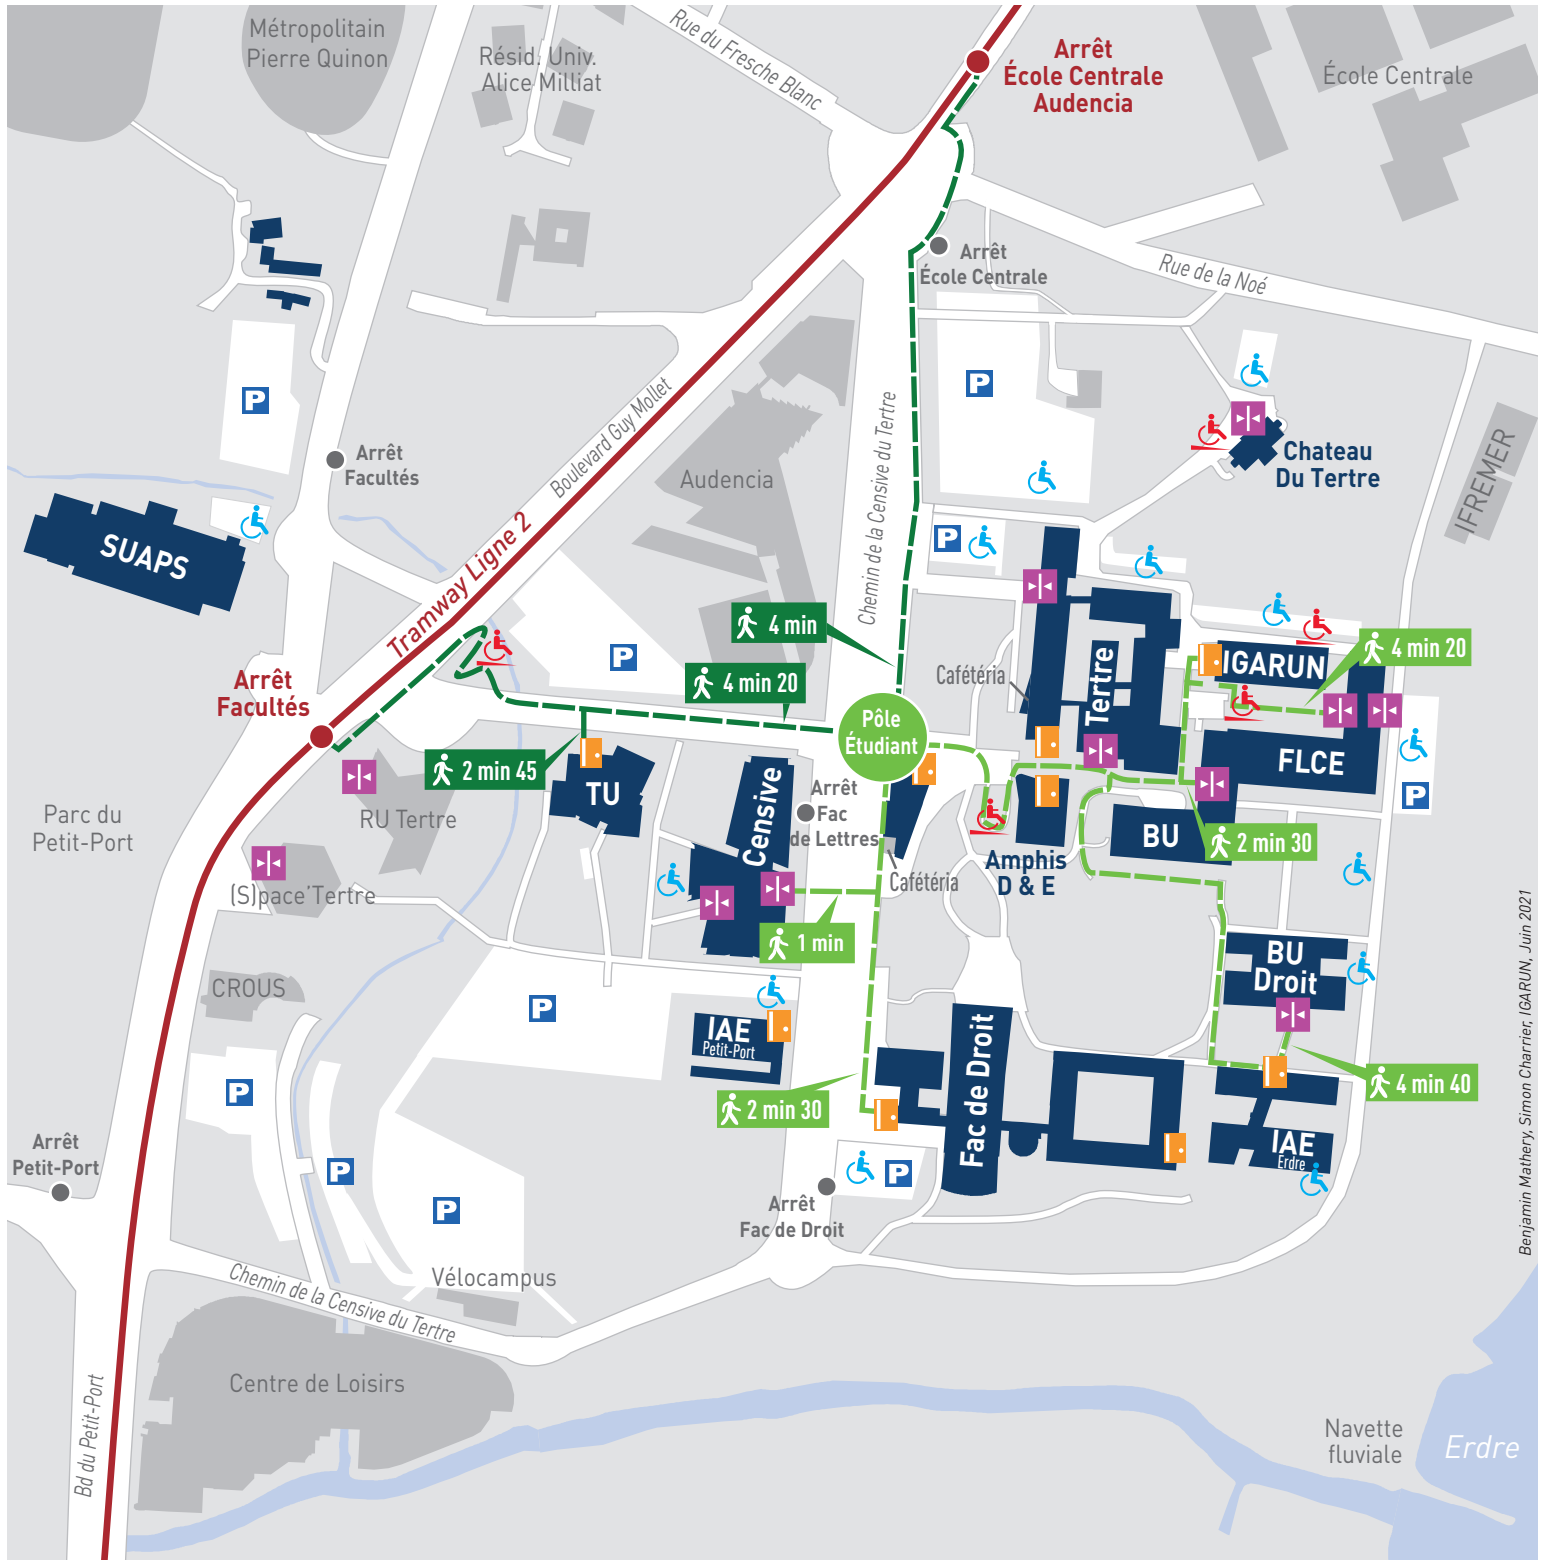 Métropolitain
Pierre Quinon
Résid. Univ.
Alice Milliat
Rue du Fresche Blanc
Arrêt
École Centrale
Audencia
École Centrale
Arrêt
École Centrale
Rue de la Noé
P
P
Arrêt
Facultés
Boulevard Guy Mollet
Audencia
Chemin de la Censive du Tertre
Chateau
Du Tertre
IFREMER
SUAPS
P
Tramway Ligne 2
4 min
P
4 min 20
Cafétéria
Tertre
IGARUN
4 min 20
Arrêt
Facultés
Pôle
Étudiant
FLCE
P
2 min 45
TU
Censive
Arrêt
Fac
de Lettres
Parc du
Petit-Port
RU Tertre
BU
2 min 30
Amphis
D & E
Cafétéria
(S)pace'Tertre
1 min
BU
Droit
CROUS
P
IAE
Petit-Port
Fac de Droit
P
2 min 30
4 min 40
Arrêt
Petit-Port
P
P
P
IAE
Erdre
Arrêt
Fac de Droit
Vélocampus
Chemin de la Censive du Tertre
Centre de Loisirs
Bd du Petit-Port
Navette
fluviale
Erdre
Benjamin Mathery, Simon Charrier, IGARUN, Juin 2021